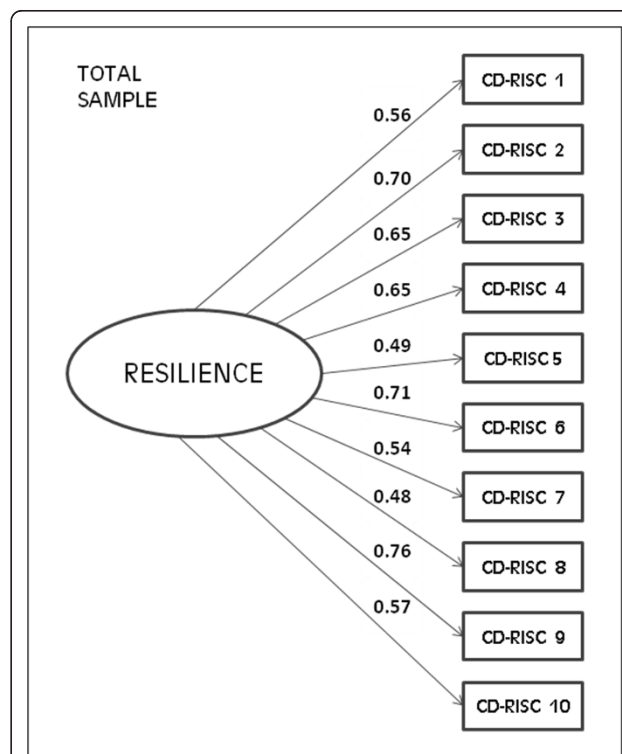 TOTAL
SAMPLE
CD-RISC 1
0.56
CD-RISC 2
0.70
CD-RISC 3
0.65
CD-RISC 4
0.65
RESILIENCE
0.49
CD-RISC 5
0.71
CD-RISC 6
0.54
CD-RISC 7
0.48
CD-RISC 8
0.76
CD-RISC 9
0.57
CD-RISC 10